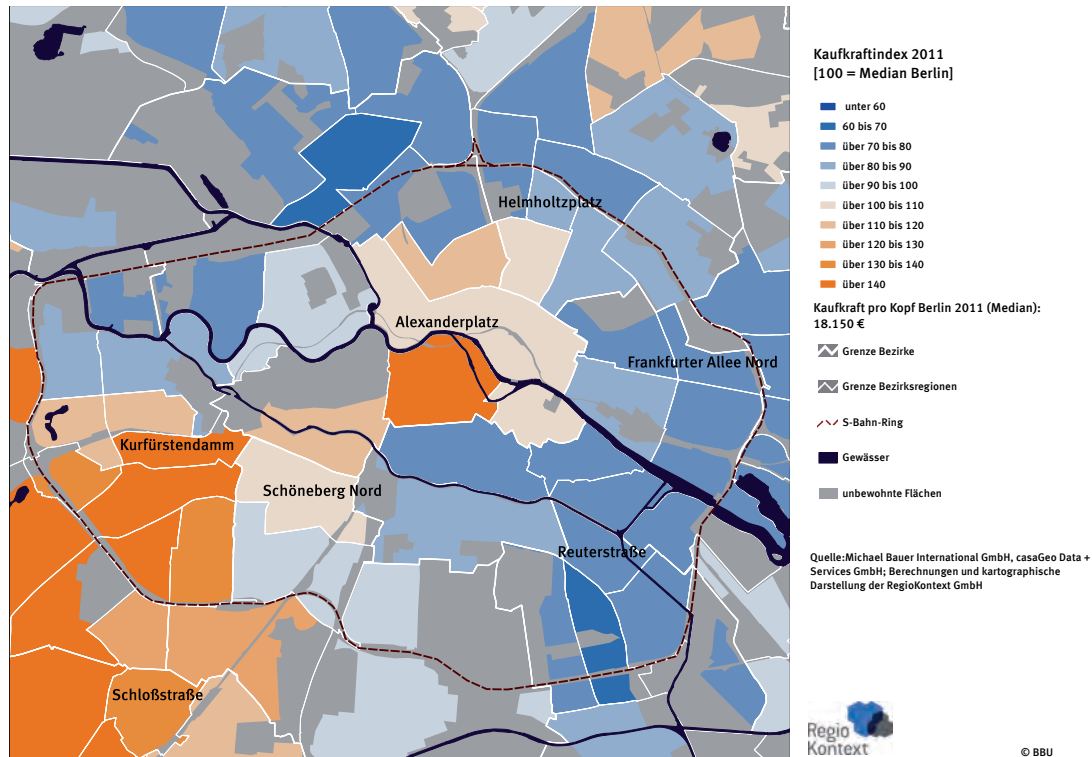 Helmholtzplatz
Alexanderplatz
Frankfurter Allee Nord
Kurfürstendamm
Schöneberg Nord
Reuterstraße
Schloßstraße
Kaufkraftindex 2011
[100 = Median Berlin]
unter 60
60 bis 70
über 70 bis 80
über 80 bis 90
über 90 bis 100
über 100 bis 110
über 110 bis 120
über 120 bis 130
über 130 bis 140
über 140
Kaufkraft pro Kopf Berlin 2011 (Median):
18.150 €
Grenze Bezirke
Grenze Bezirksregionen
S-Bahn-Ring
Gewässer
unbewohnte Flächen
Quelle:Michael Bauer International GmbH, casaGeo Data +
Services GmbH; Berechnungen und kartographische
Darstellung der RegioKontext GmbH
Regio
Kontext
© BBU